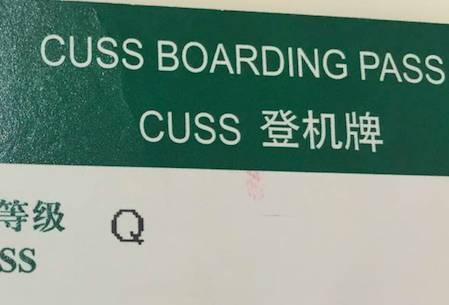 CUSS BOARDING PASS
CUSS 登机牌
等级 Q
SS